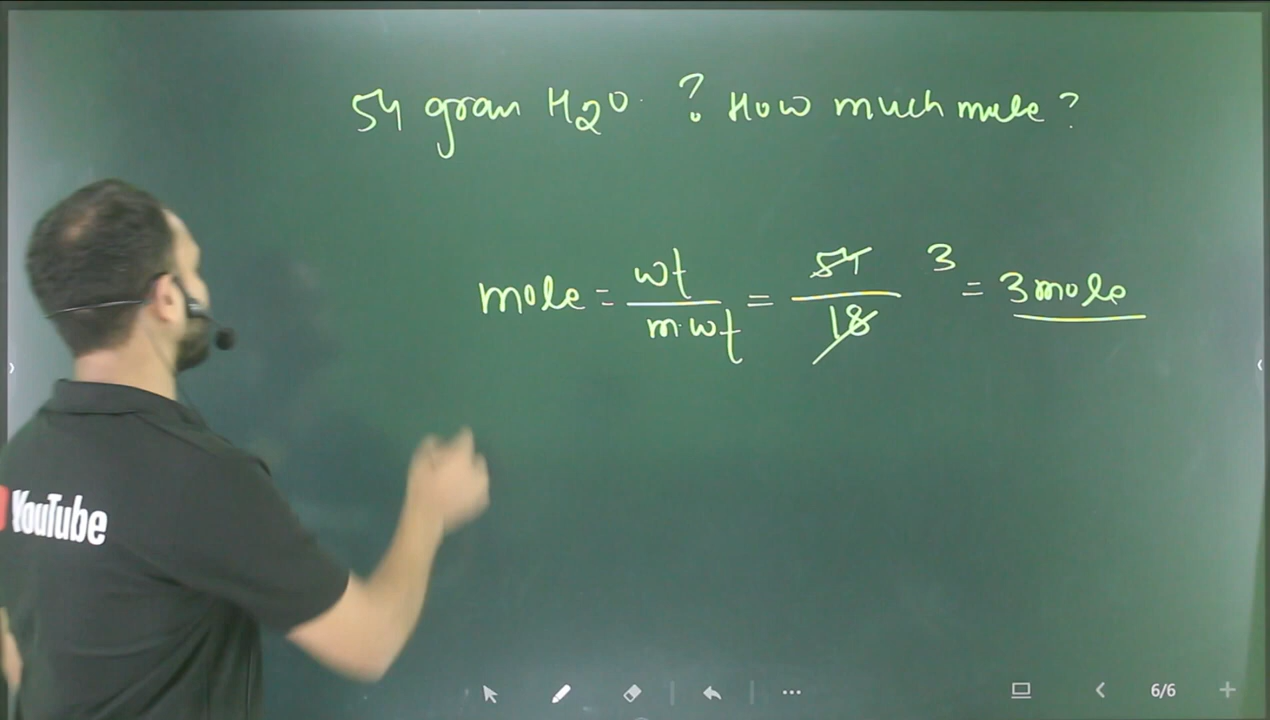 54 gram H2O ? How much mole?
mole = wt / m.wt = 54 / 18 3 = 3 mole
YouTube
6/6